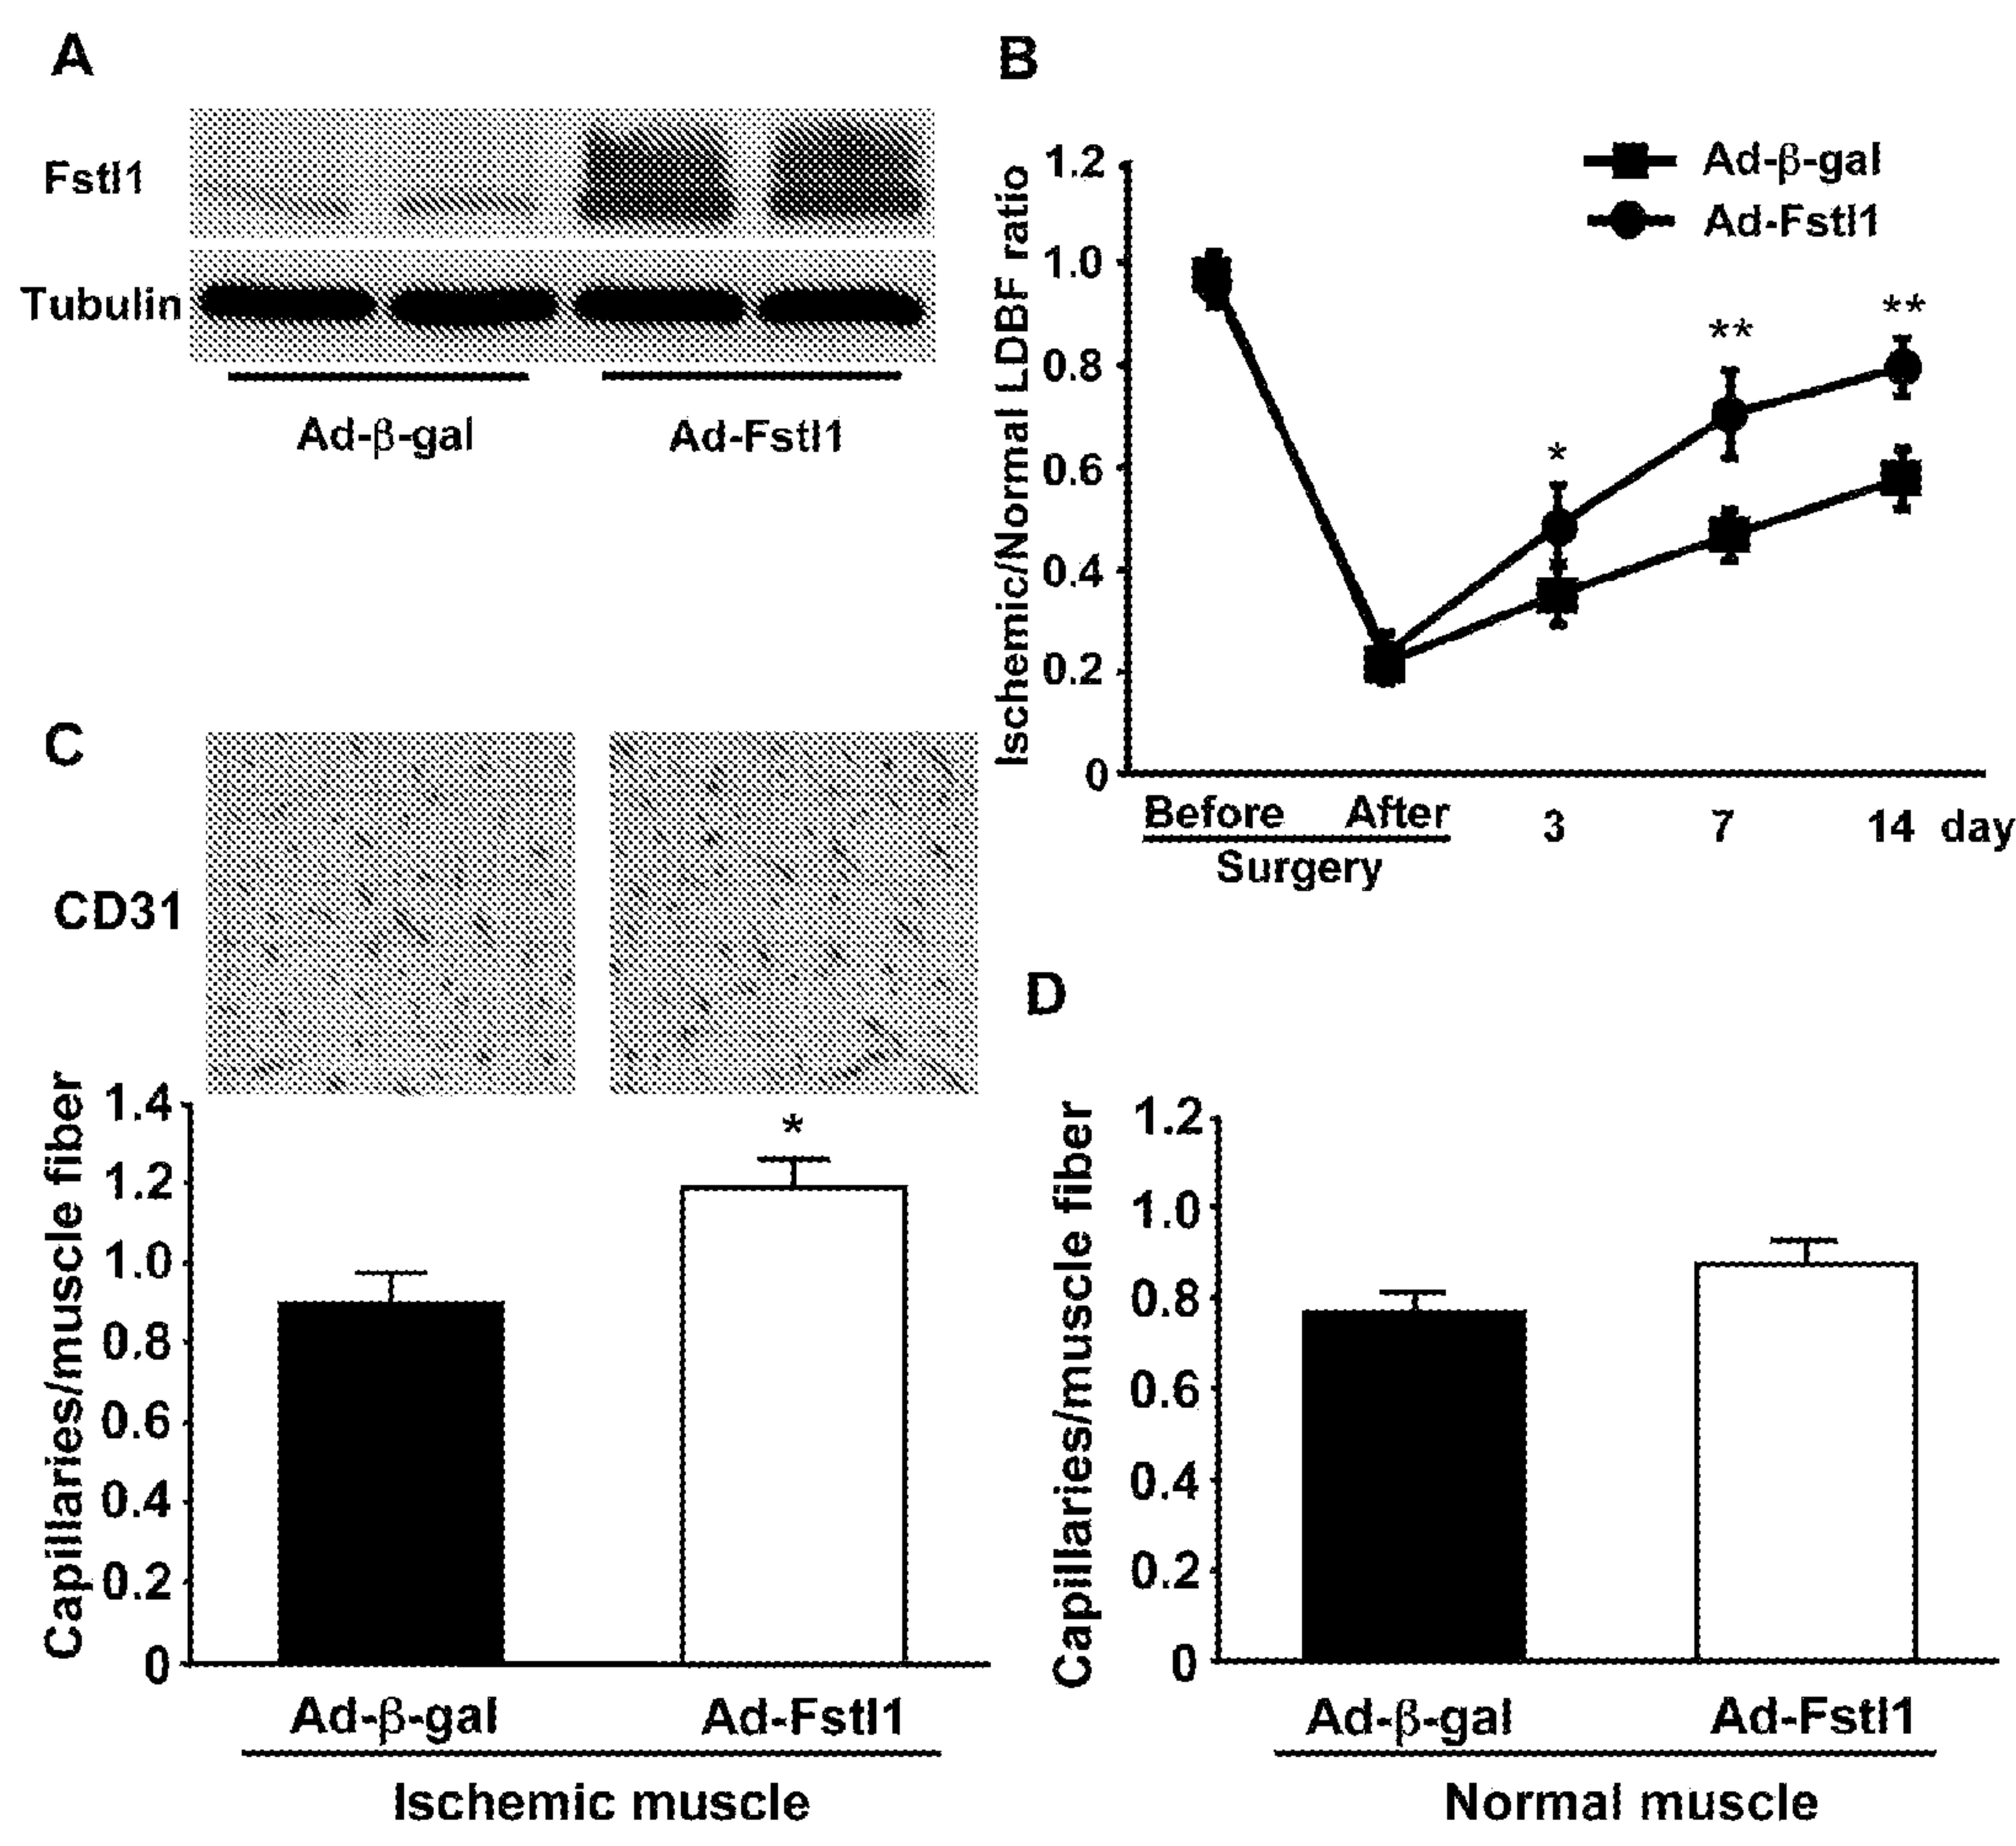 A
Fstl1
Tubulin
Ad-β-gal Ad-Fstl1
B
Ischemic/Normal LDBF ratio
1.2
1.0
0.8
0.6
0.4
0.2
0
Ad-β-gal
Ad-Fstl1
*
**
**
Before After 3 7 14 day
Surgery
C
CD31
Capillaries/muscle fiber
1.4
1.2
1.0
0.8
0.6
0.4
0.2
0
*
Ad-β-gal Ad-Fstl1
Ischemic muscle
D
Capillaries/muscle fiber
1.2
1.0
0.8
0.6
0.4
0.2
0
Ad-β-gal Ad-Fstl1
Normal muscle